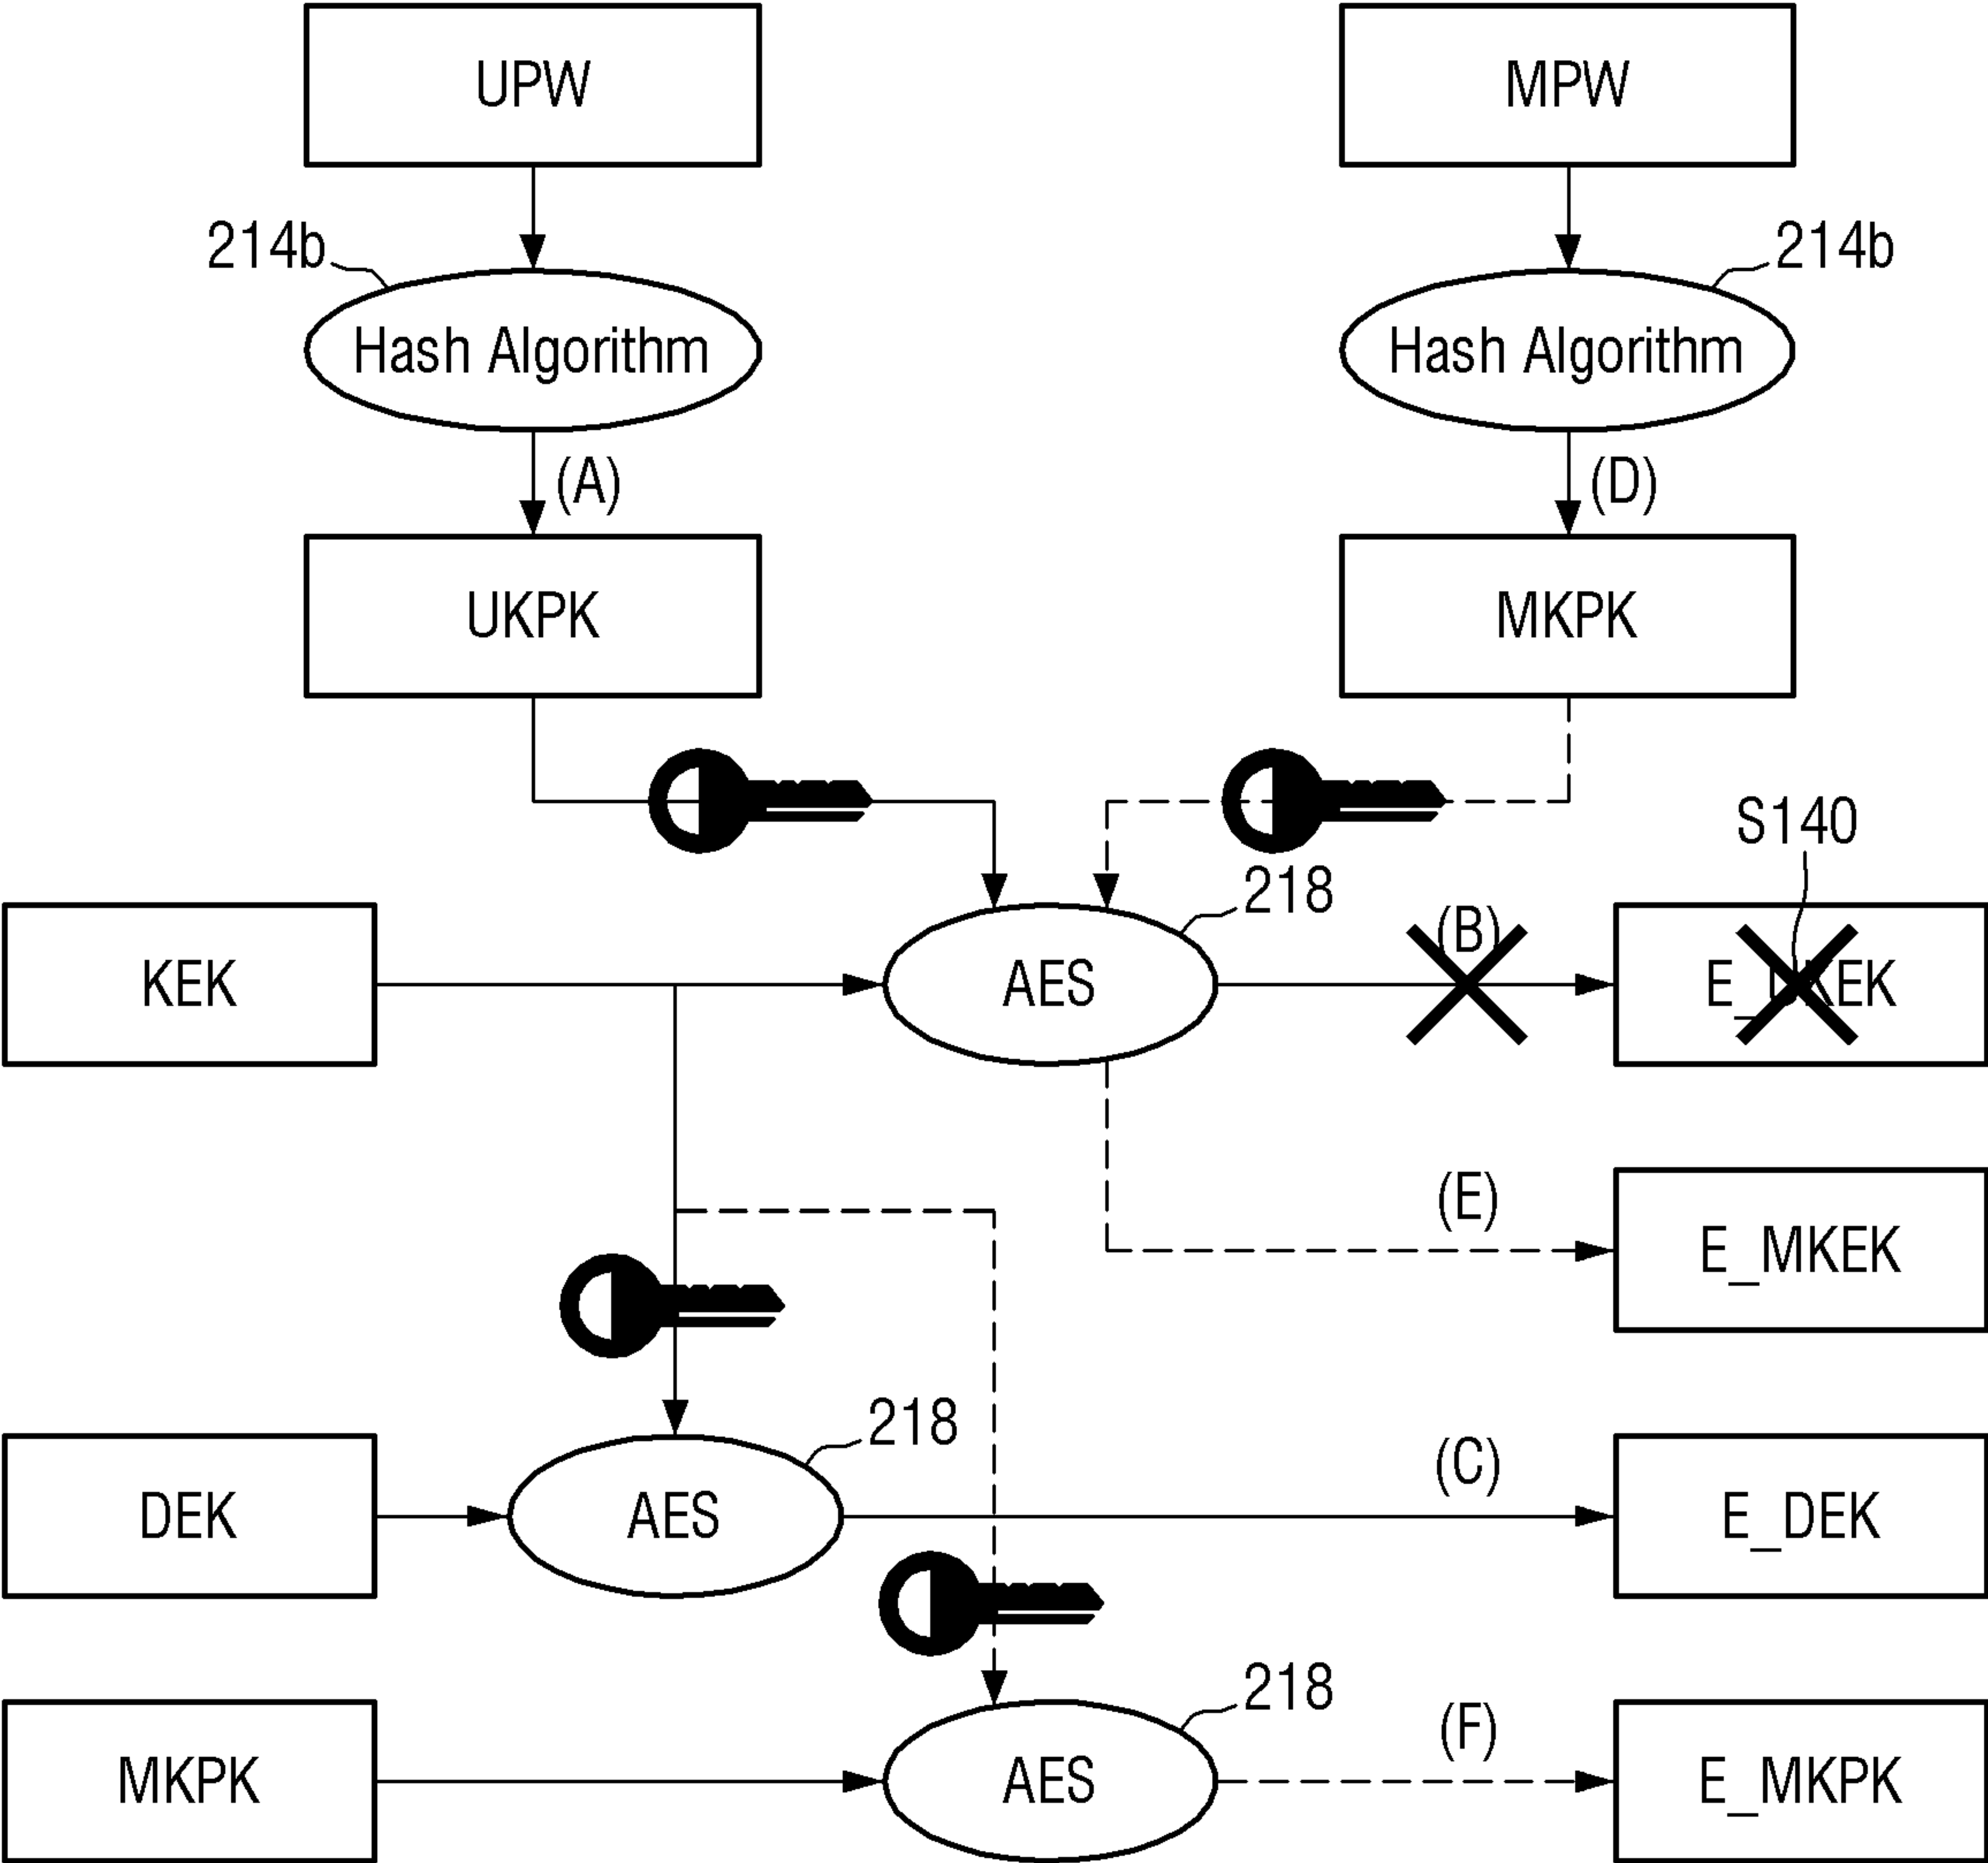 UPW
MPW
214b
214b
Hash Algorithm
Hash Algorithm
(A)
(D)
UKPK
MKPK
S140
218
(B)
KEK
AES
(E)
E_MKEK
218
(C)
DEK
AES
E_DEK
218
(F)
MKPK
AES
E_MKPK